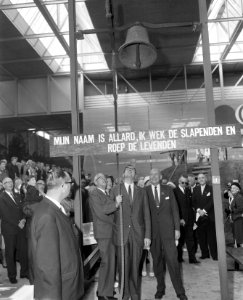 MIJN NAAM IS ALLARD, IK WEK DE SLAPENDEN EN
ROEP DE LEVENDEN